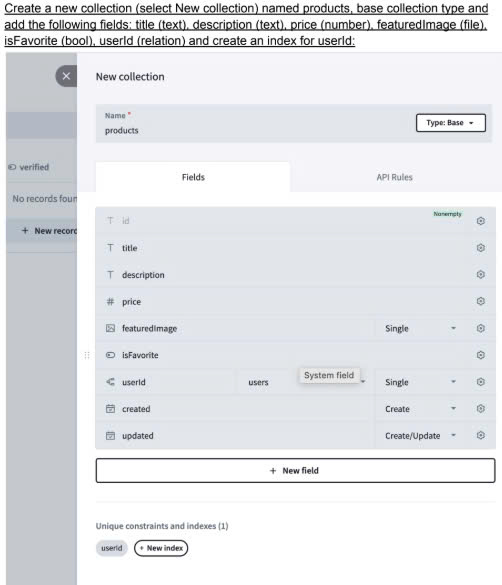 Create a new collection (select New collection) named products, base collection type and
add the following fields: title (text), description (text), price (number), featuredImage (file),
isFavorite (bool), userId (relation) and create an index for userId:
New collection
Name *
products
Type: Base
verified
Fields
API Rules
No records foun
T id
Nonempty
+ New record
T title
T description
# price
featuredImage
Single
isFavorite
System field
userId
users
Single
created
Create
updated
Create/Update
+ New field
Unique constraints and indexes (1)
userId
+ New index